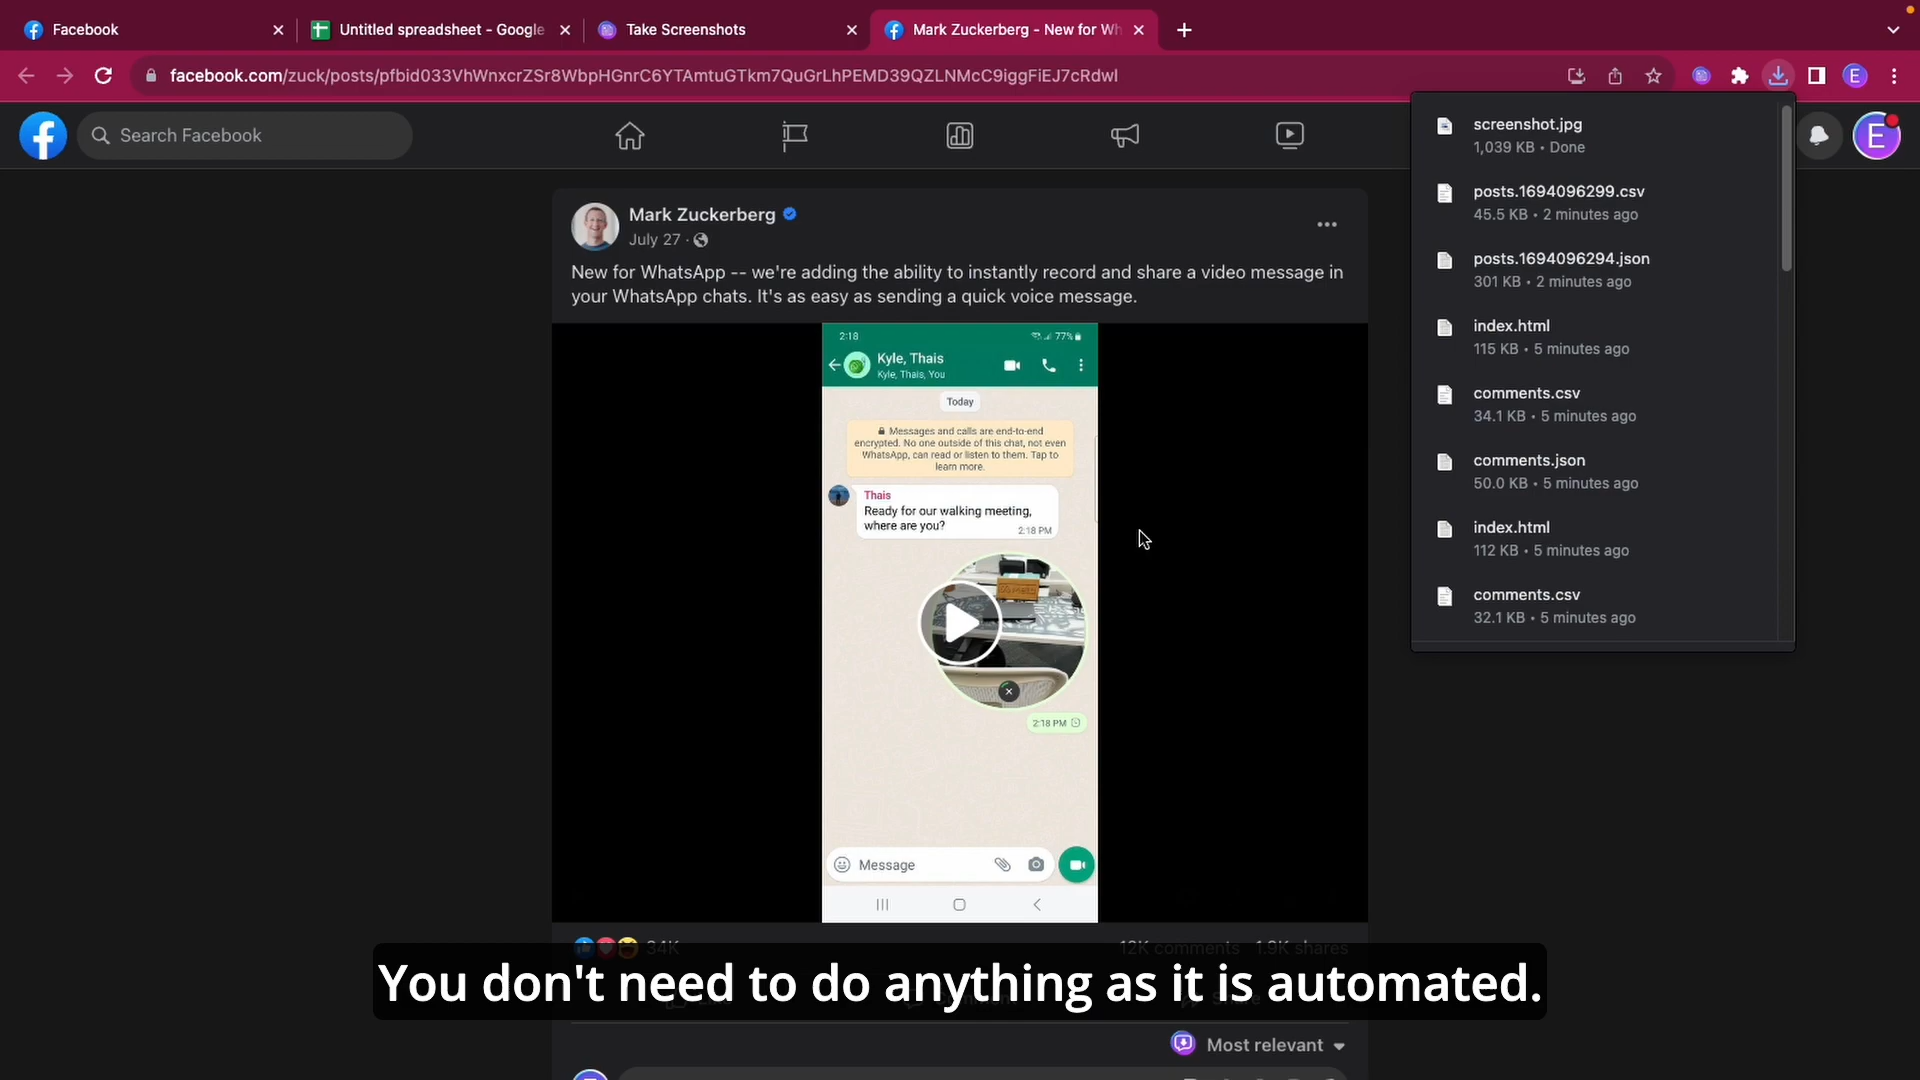 Facebook
Untitled spreadsheet - Google
Take Screenshots
Mark Zuckerberg - New for Wh
facebook.com/zuck/posts/pfbid033VhWnxcrZSr8WbpHGnrC6YTAmtuGTkm7QuGrLhPEMD39QZLNMcC9iggFiEJ7cRdwl
E
Search Facebook
E
screenshot.jpg
1,039 KB • Done
posts.1694096299.csv
45.5 KB • 2 minutes ago
posts.1694096294.json
301 KB • 2 minutes ago
index.html
115 KB • 5 minutes ago
comments.csv
34.1 KB • 5 minutes ago
comments.json
50.0 KB • 5 minutes ago
index.html
112 KB • 5 minutes ago
comments.csv
32.1 KB • 5 minutes ago
Mark Zuckerberg
July 27 ·
New for WhatsApp -- we're adding the ability to instantly record and share a video message in
your WhatsApp chats. It's as easy as sending a quick voice message.
2:18
77%
Kyle, Thais
Kyle, Thais, You
Today
Messages and calls are end-to-end
encrypted. No one outside of this chat, not even
WhatsApp, can read or listen to them. Tap to
learn more.
Thais
Ready for our walking meeting,
where are you?
2:18 PM
2:18 PM
Message
34K
12K comments 1.9K shares
You don't need to do anything as it is automated.
Most relevant